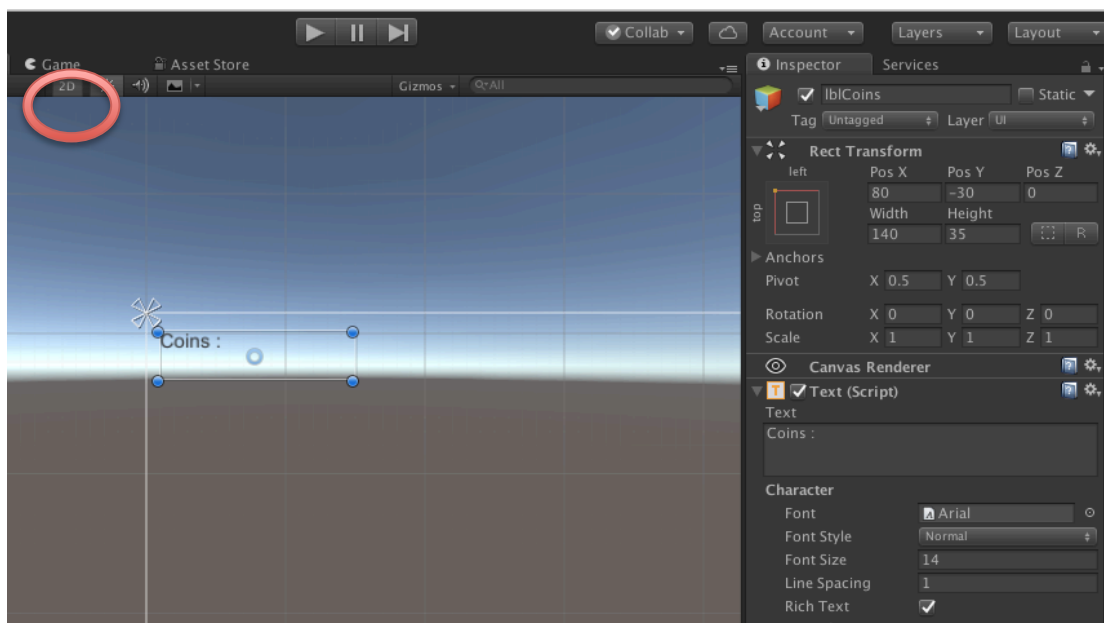 Collab
Account
Layers
Layout
Game
Asset Store
2D
Gizmos
All
Coins :
Inspector
Services
lblCoins
Static
Tag Untagged
Layer UI
Rect Transform
left
top
Pos X Pos Y Pos Z
80 -30 0
Width Height
140 35
R
Anchors
Pivot X 0.5 Y 0.5
Rotation X 0 Y 0 Z 0
Scale X 1 Y 1 Z 1
Canvas Renderer
T Text (Script)
Text
Coins :
Character
Font Arial
Font Style Normal
Font Size 14
Line Spacing 1
Rich Text